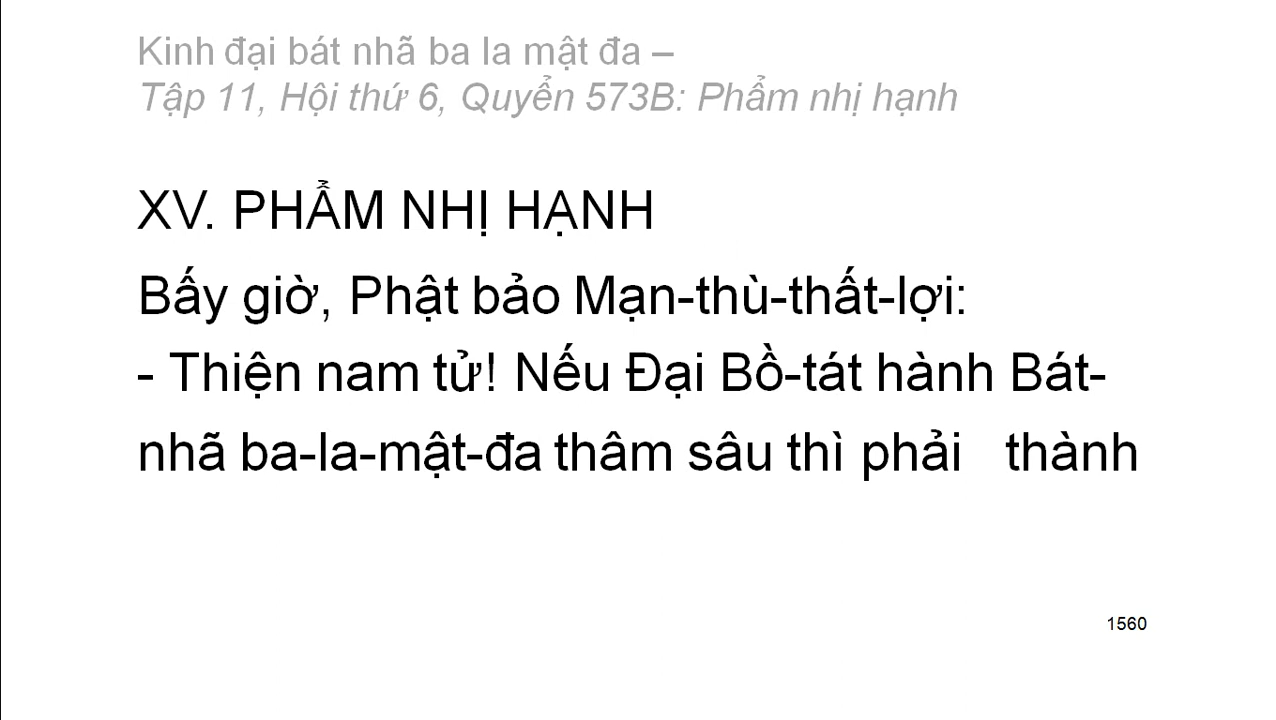 Kinh đại bát nhã ba la mật đa –
Tập 11, Hội thứ 6, Quyển 573B: Phẩm nhị hạnh
XV. PHẨM NHỊ HẠNH
Bấy giờ, Phật bảo Mạn-thù-thất-lợi:
- Thiện nam tử! Nếu Đại Bồ-tát hành Bát-
nhã ba-la-mật-đa thâm sâu thì phải thành
1560